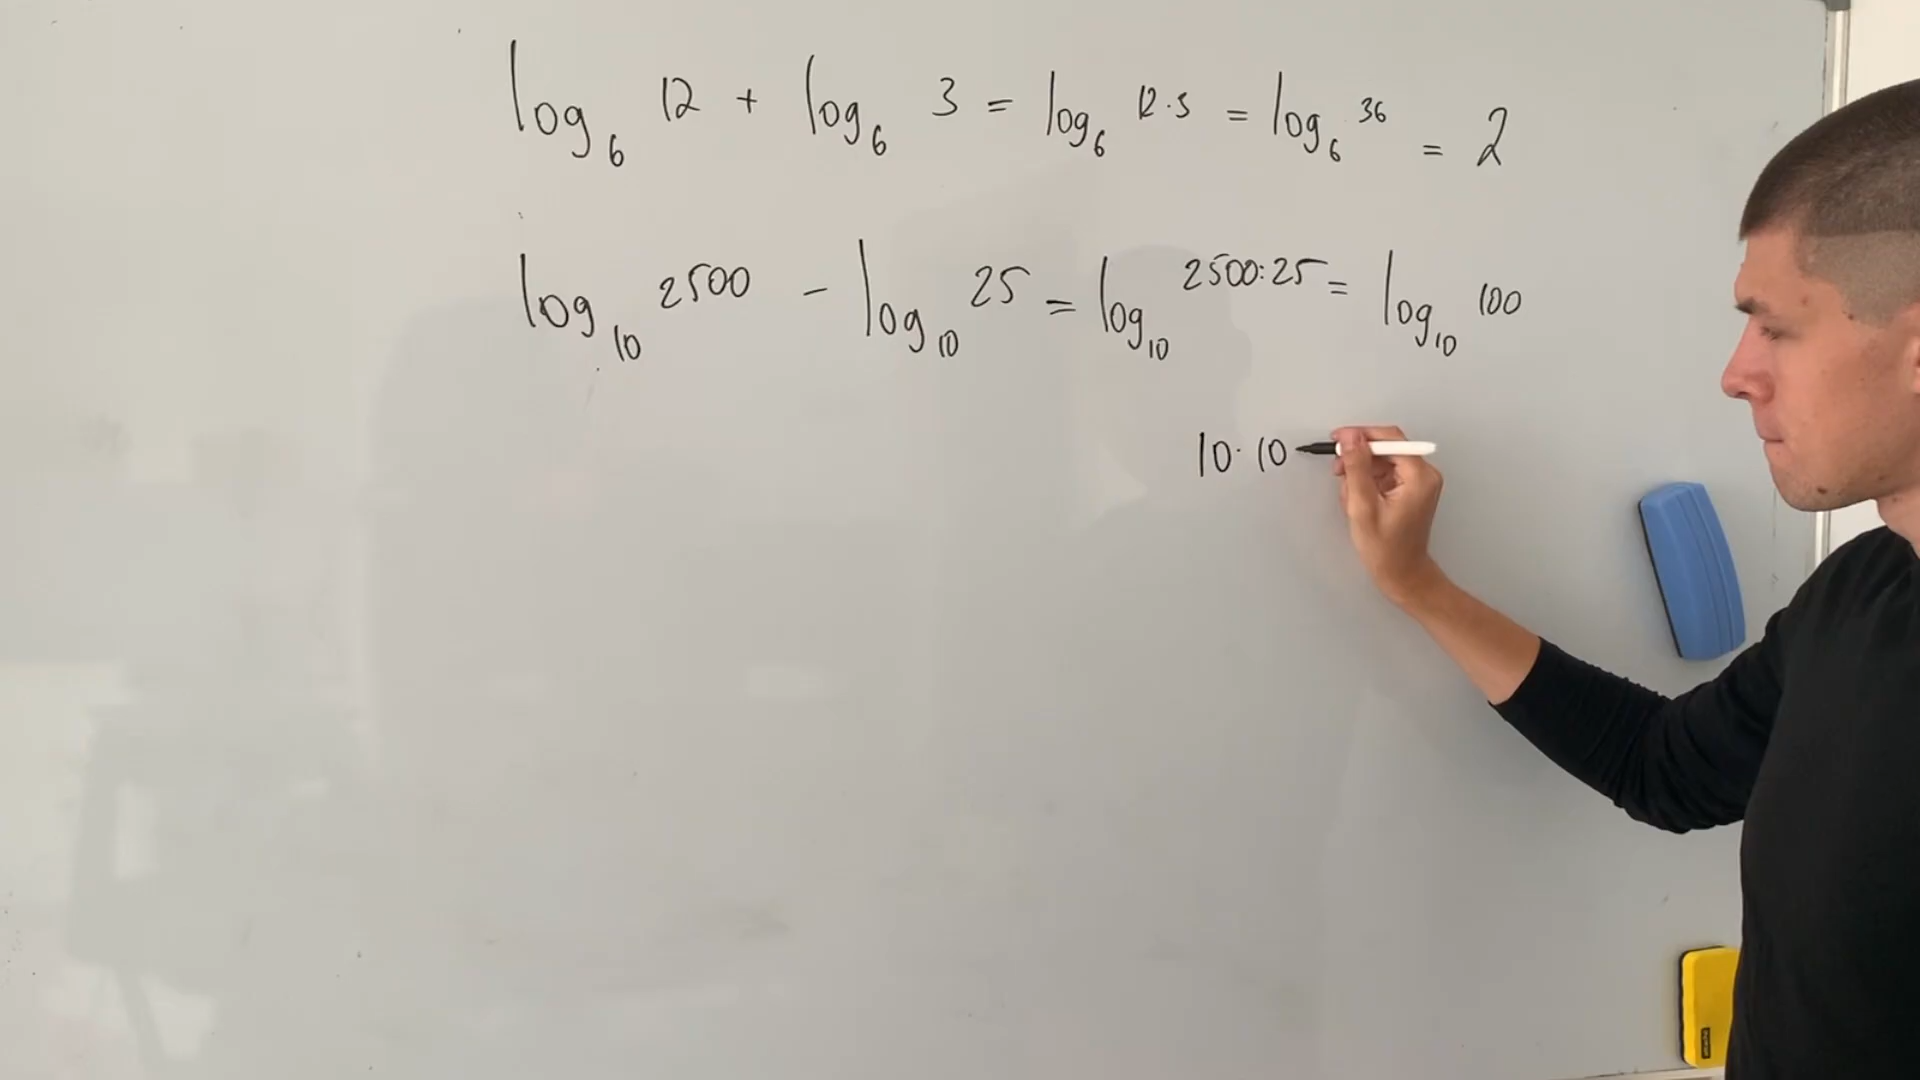 log₆ 12 + log₆ 3 = log₆ 12·3 = log₆ 36 = 2
log₁₀ 2500 - log₁₀ 25 = log₁₀ 2500:25 = log₁₀ 100
10·10